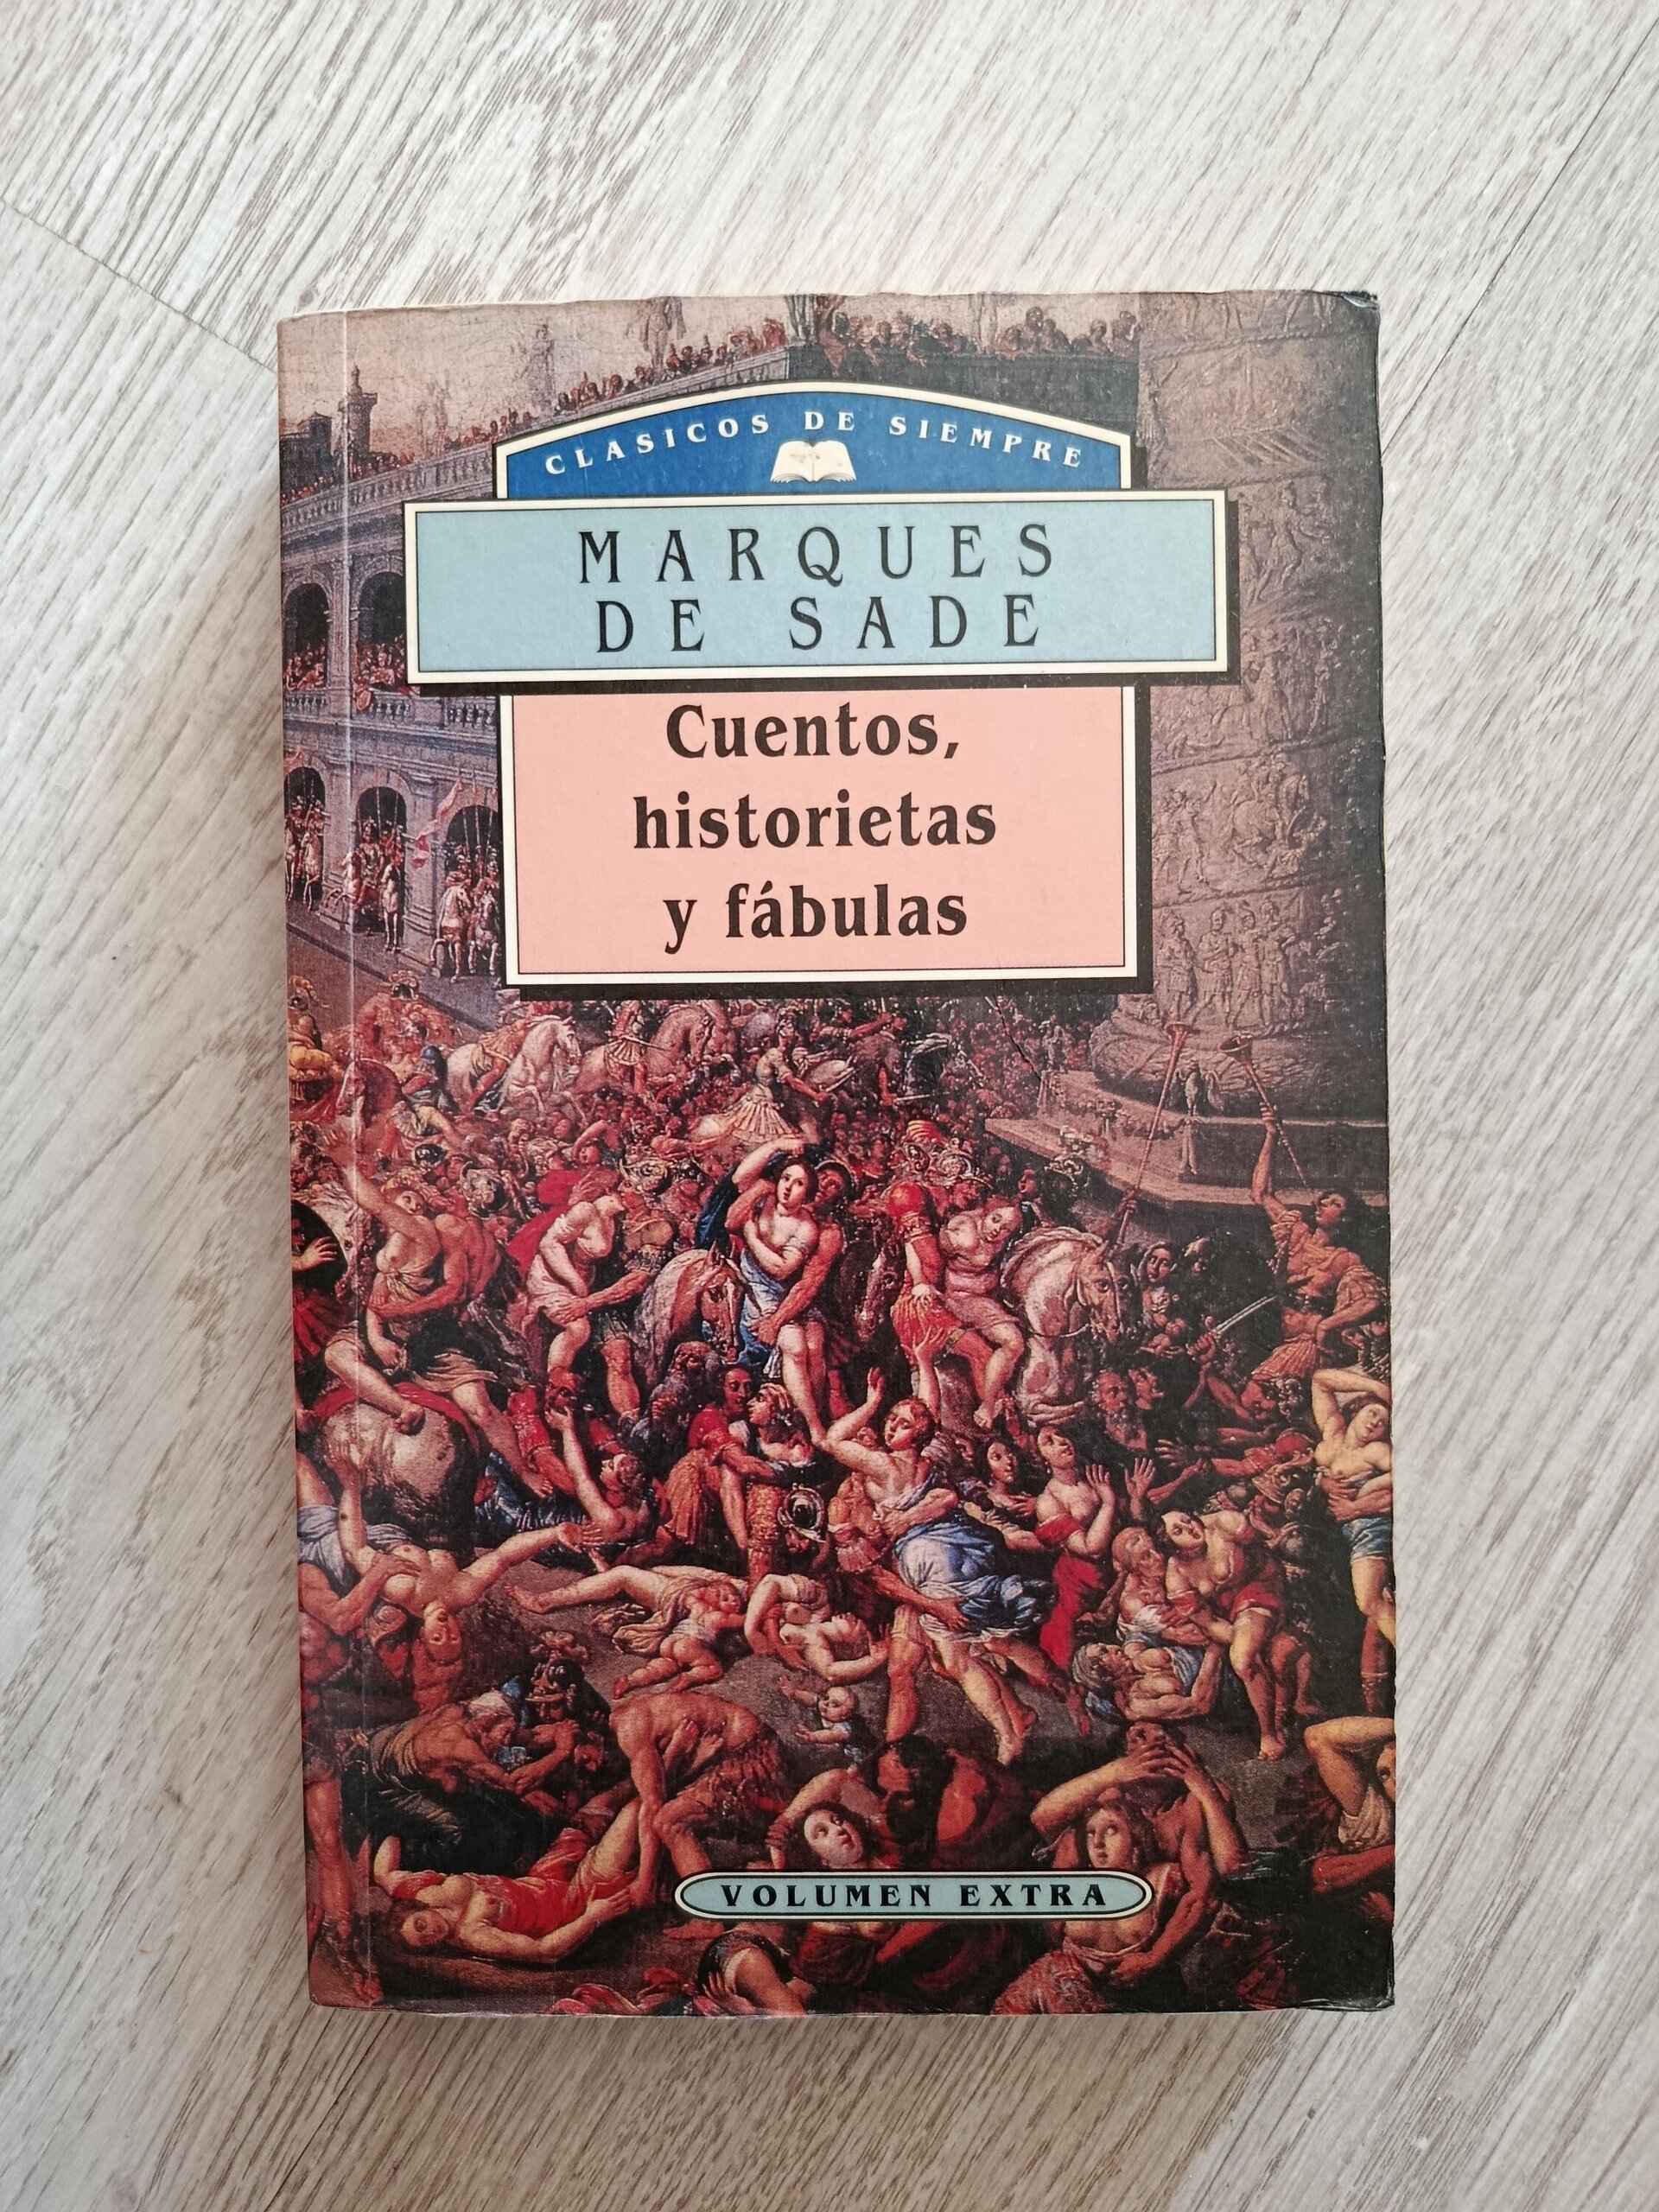 CLASICOS DE SIEMPRE
MARQUES
DE SADE
Cuentos,
historietas
y fábulas
VOLUMEN EXTRA